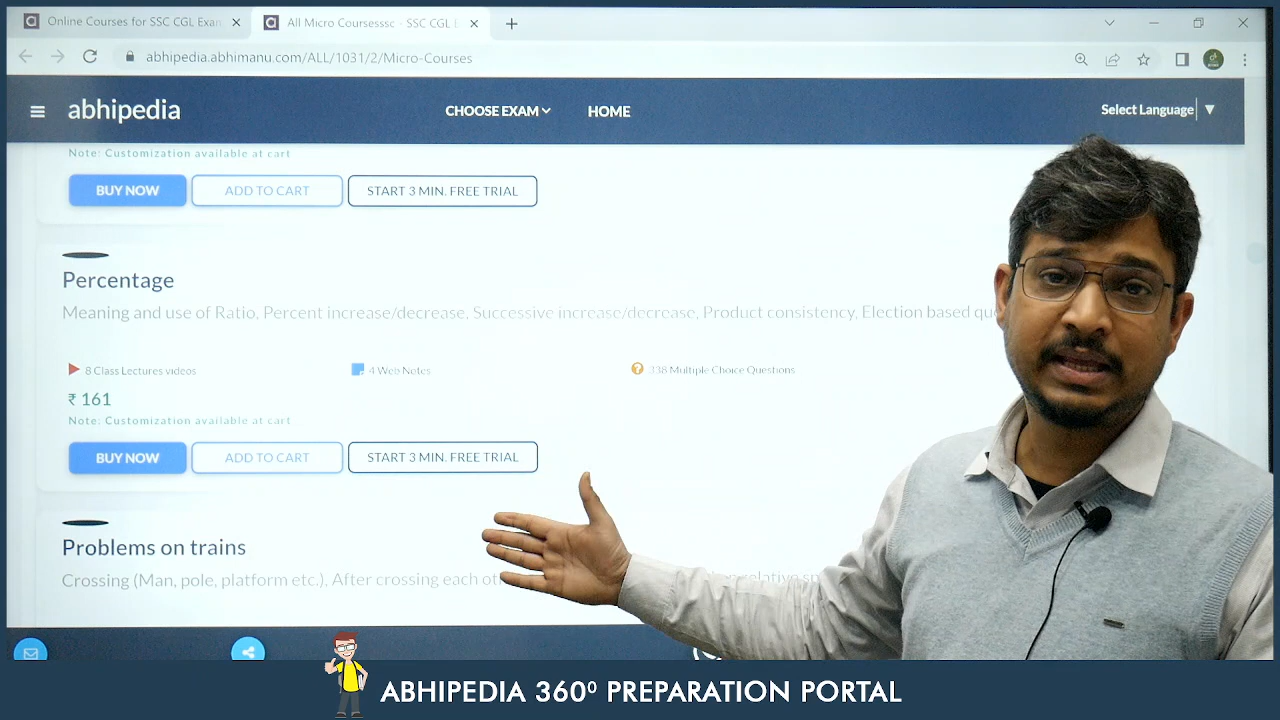 Online Courses for SSC CGL Exam
All Micro Coursesssc - SSC CGL E
abhipedia.abhimanu.com/ALL/1031/2/Micro-Courses
abhipedia
CHOOSE EXAM
HOME
Select Language
Note: Customization available at cart
BUY NOW
ADD TO CART
START 3 MIN. FREE TRIAL
Percentage
Meaning and use of Ratio, Percent increase/decrease, Successive increase/decrease, Product consistency, Election based qu
8 Class Lectures videos
4 Web Notes
338 Multiple Choice Questions
₹ 161
Note: Customization available at cart
BUY NOW
ADD TO CART
START 3 MIN. FREE TRIAL
Problems on trains
Crossing (Man, pole, platform etc.). After crossing each relative
ABHIPEDIA 360⁰ PREPARATION PORTAL